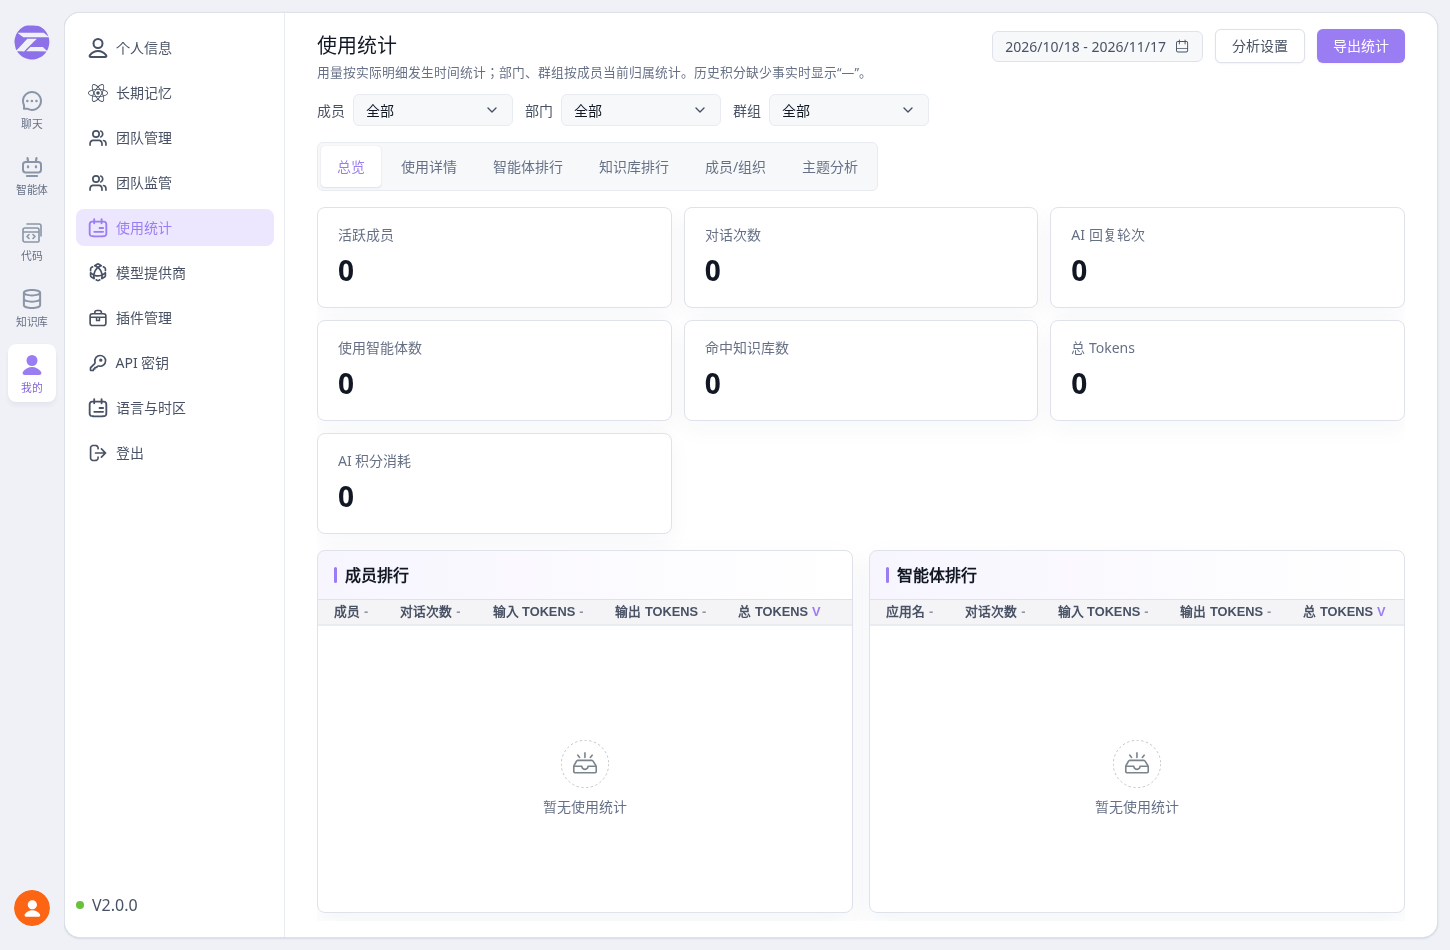 聊天
智能体
代码
知识库
我的
个人信息
长期记忆
团队管理
团队监管
使用统计
模型提供商
插件管理
API 密钥
语言与时区
登出
V2.0.0
使用统计
用量按实际明细发生时间统计；部门、群组按成员当前归属统计。历史积分缺少事实时显示“—”。
2026/10/18 - 2026/11/17
分析设置
导出统计
成员 全部
部门 全部
群组 全部
总览
使用详情
智能体排行
知识库排行
成员/组织
主题分析
活跃成员
0
对话次数
0
AI 回复轮次
0
使用智能体数
0
命中知识库数
0
总 Tokens
0
AI 积分消耗
0
成员排行
成员 - 对话次数 - 输入 TOKENS - 输出 TOKENS - 总 TOKENS V
暂无使用统计
智能体排行
应用名 - 对话次数 - 输入 TOKENS - 输出 TOKENS - 总 TOKENS V
暂无使用统计